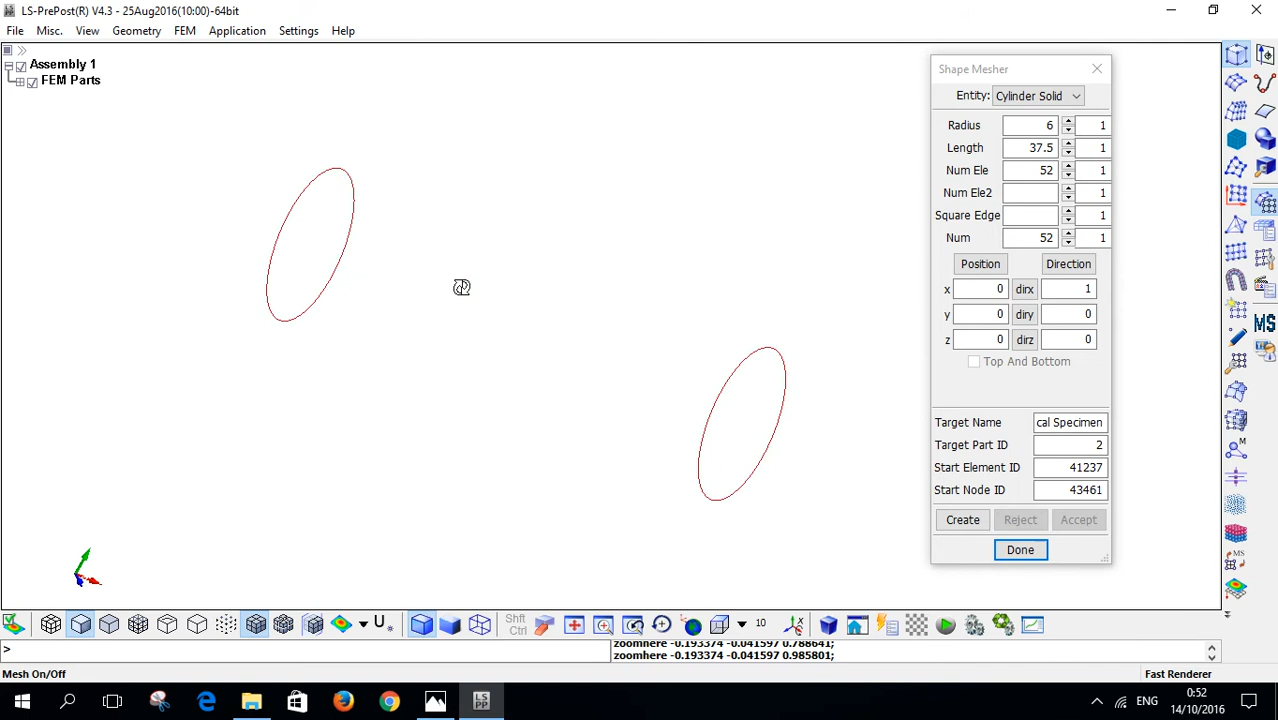 LS-PrePost(R) V4.3 - 25Aug2016(10:00)-64bit
File Misc. View Geometry FEM Application Settings Help
Assembly 1
FEM Parts
Shape Mesher
Entity: Cylinder Solid
Radius 6 1
Length 37.5 1
Num Ele 52 1
Num Ele2 1
Square Edge 1
Num 52 1
Position Direction
x 0 dirx 1
y 0 diry 0
z 0 dirz 0
Top And Bottom
Target Name cal Specimen
Target Part ID 2
Start Element ID 41237
Start Node ID 43461
Create Reject Accept
Done
MS
M
MS
U
Shft
Ctrl
10
> zoomhere -0.193374 -0.041597 0.788641;
zoomhere -0.193374 -0.041597 0.985801;
Mesh On/Off Fast Renderer
LS
PP
ENG
0:52
14/10/2016